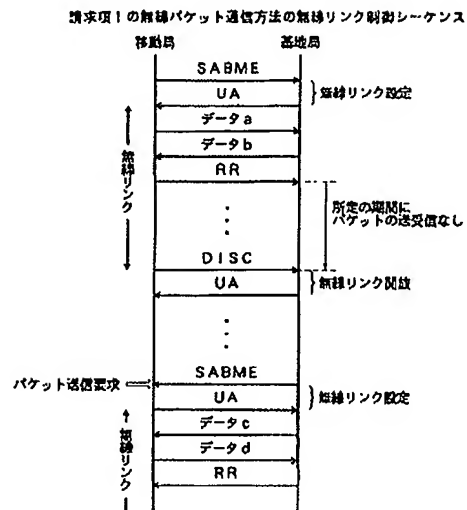 請求項1の無線パケット通信方法の無線リンク制御シーケンス
移動局
基地局
SABME
UA
無線リンク設定
データa
データb
RR
無線リンク
所定の期間に
パケットの送受信なし
DISC
UA
無線リンク開放
SABME
パケット送信要求
UA
無線リンク設定
データc
データd
RR
無線リンク